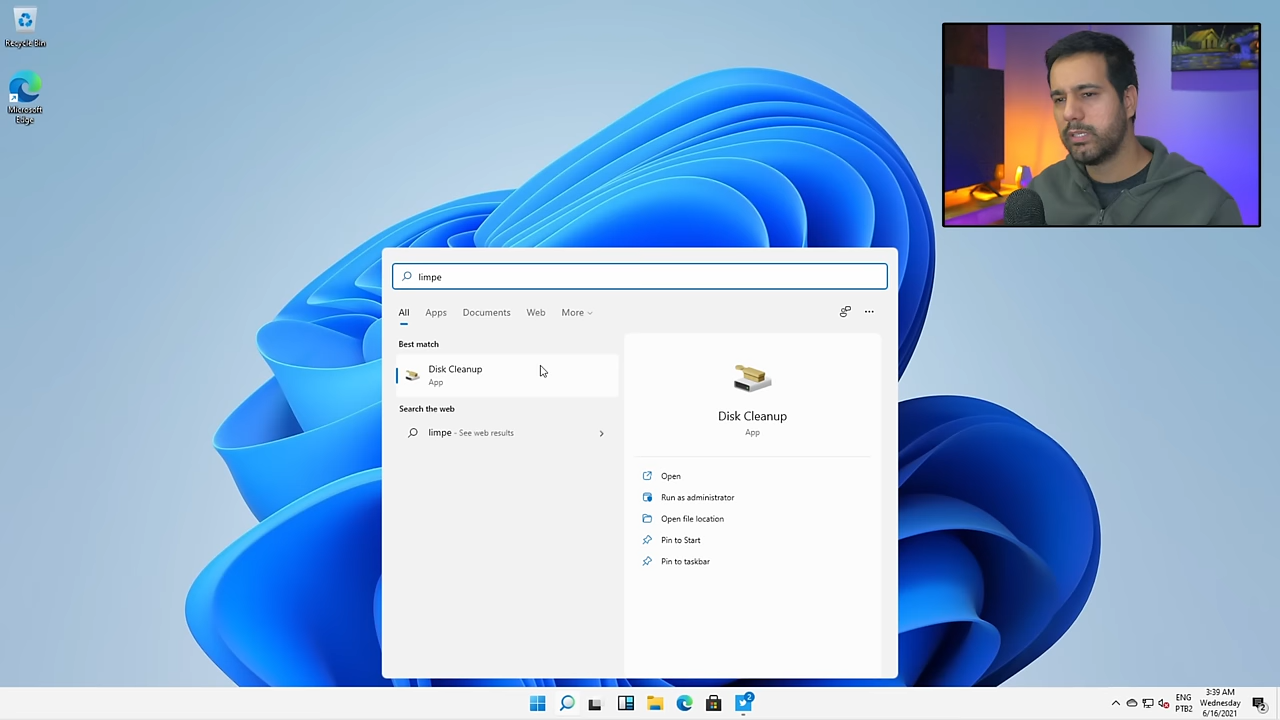 Recycle Bin
Microsoft
Edge
limpe
All
Apps
Documents
Web
More
Best match
Disk Cleanup
App
Search the web
limpe - See web results
Disk Cleanup
App
Open
Run as administrator
Open file location
Pin to Start
Pin to taskbar
2
ENG
PTB2
3:39 AM
Wednesday
6/16/2021
2